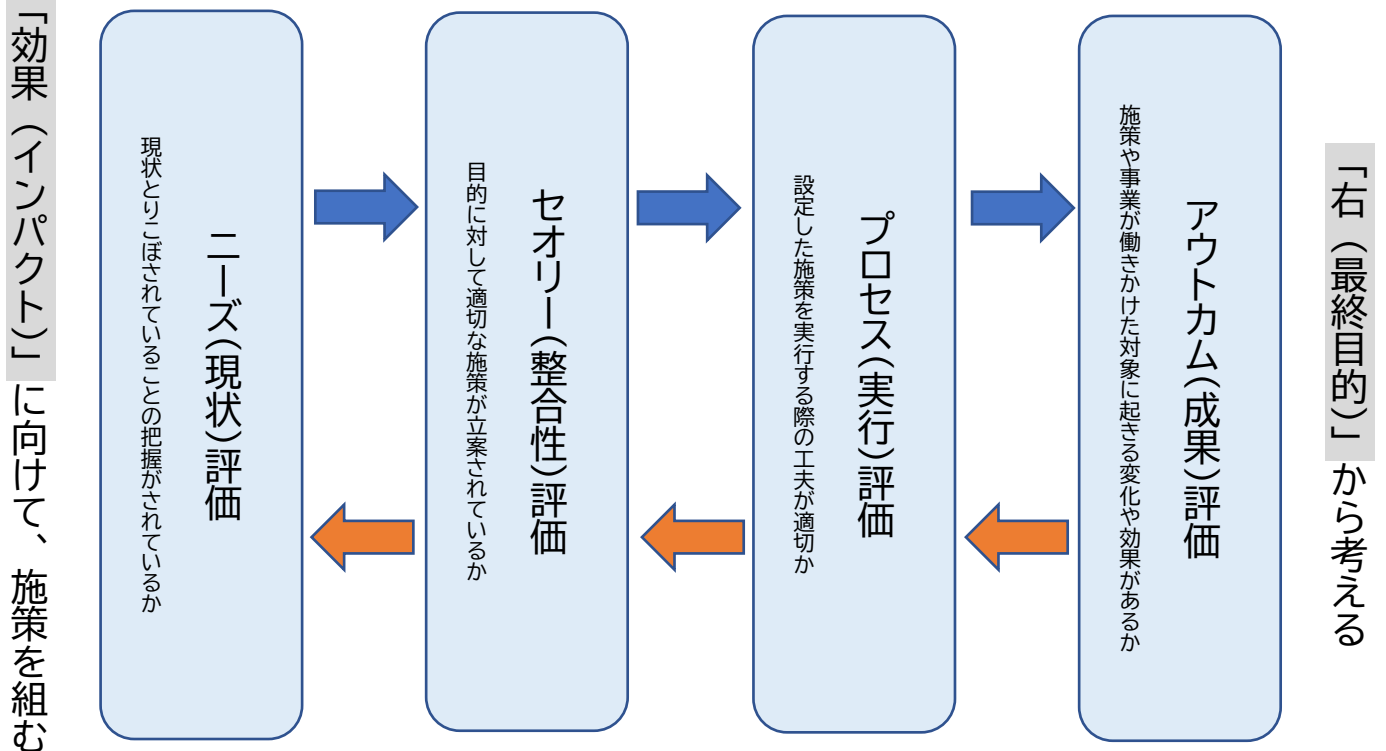 「右（最終目的）」から考える
アウトカム（成果）評価
施策や事業が働きかけた対象に起きる変化や効果があるか
プロセス（実行）評価
設定した施策を実行する際の工夫が適切か
セオリー（整合性）評価
目的に対して適切な施策が立案されているか
ニーズ（現状）評価
現状とりこぼされていることの把握がされているか
「効果（インパクト）」に向けて、施策を組む